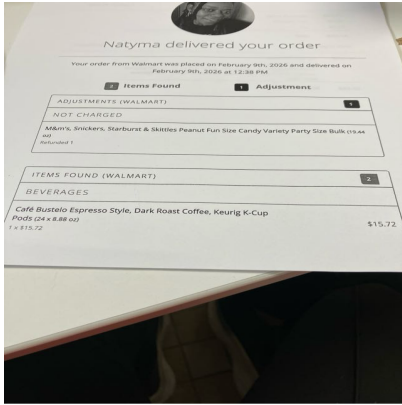 Natyma delivered your order
Your order from Walmart was placed on February 9th, 2026 and delivered on
February 9th, 2026 at 12:38 PM
2 Items Found 1 Adjustment
ADJUSTMENTS (WALMART) 1
NOT CHARGED
M&m's, Snickers, Starburst & Skittles Peanut Fun Size Candy Variety Party Size Bulk (15.44
oz)
Refunded 1
ITEMS FOUND (WALMART) 2
BEVERAGES
Café Bustelo Espresso Style, Dark Roast Coffee, Keurig K-Cup
Pods (24 x 8.88 oz)
1 x $15.72
$15.72